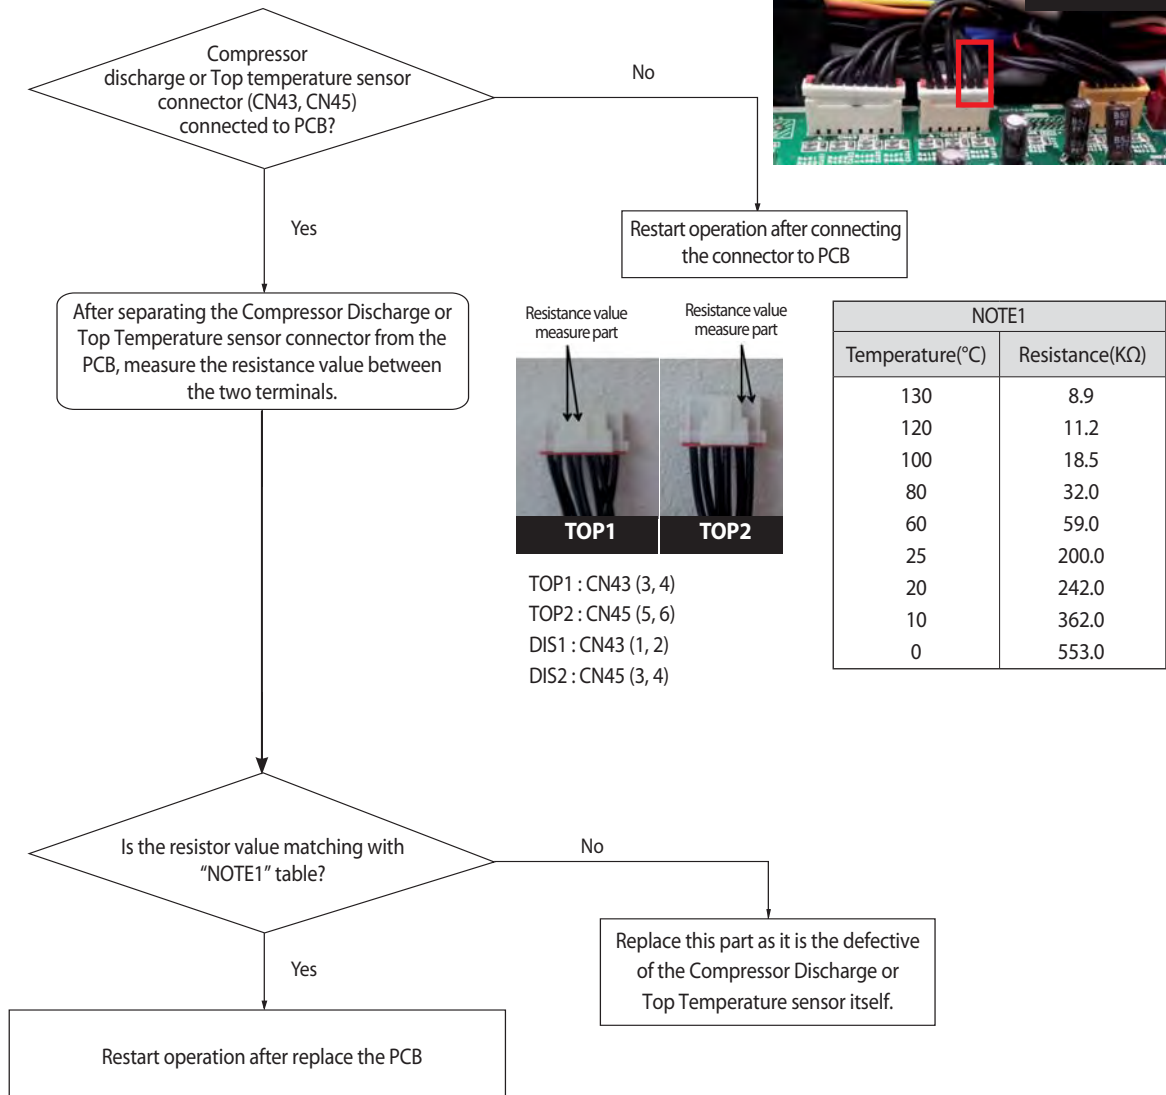 Compressor
discharge or Top temperature sensor
connector (CN43, CN45)
connected to PCB?
No
Yes
Restart operation after connecting
the connector to PCB
After separating the Compressor Discharge or
Top Temperature sensor connector from the
PCB, measure the resistance value between
the two terminals.
Resistance value
measure part
Resistance value
measure part
TOP1
TOP2
TOP1 : CN43 (3, 4)
TOP2 : CN45 (5, 6)
DIS1 : CN43 (1, 2)
DIS2 : CN45 (3, 4)
NOTE1
Temperature(°C) Resistance(KΩ)
130 8.9
120 11.2
100 18.5
80 32.0
60 59.0
25 200.0
20 242.0
10 362.0
0 553.0
Is the resistor value matching with
“NOTE1” table?
No
Yes
Replace this part as it is the defective
of the Compressor Discharge or
Top Temperature sensor itself.
Restart operation after replace the PCB